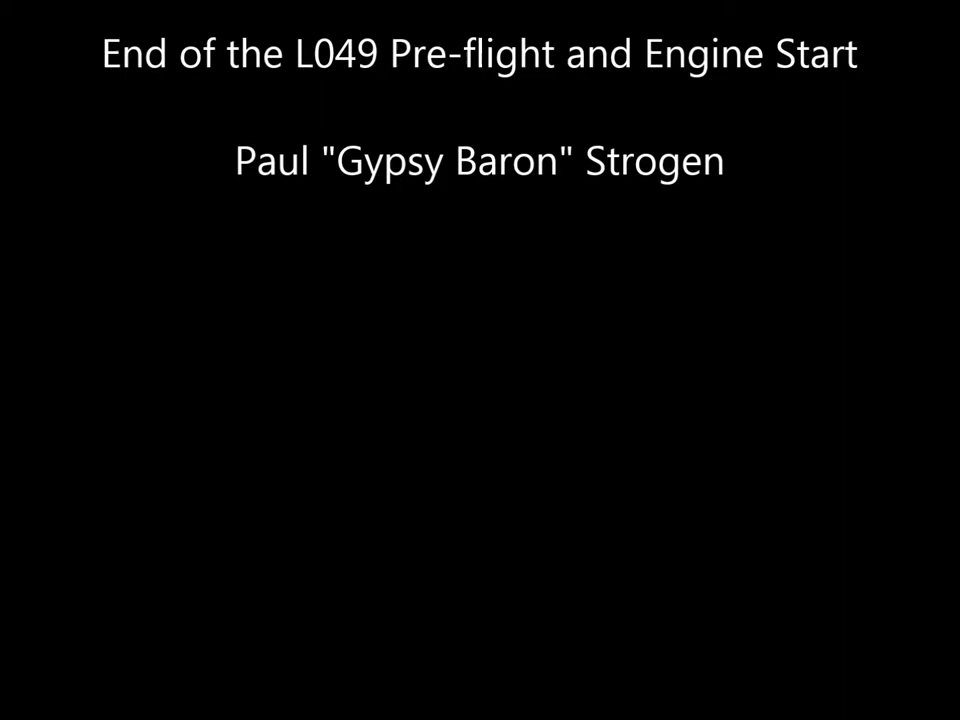 End of the L049 Pre-flight and Engine Start
Paul "Gypsy Baron" Strogen